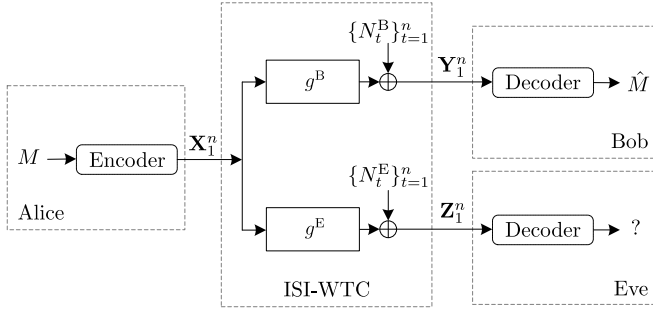 {N_t^B}_{t=1}^n
g^B
Y_1^n
Decoder
M̂
Bob
M
Encoder
X_1^n
Alice
{N_t^E}_{t=1}^n
g^E
Z_1^n
Decoder
?
Eve
ISI-WTC